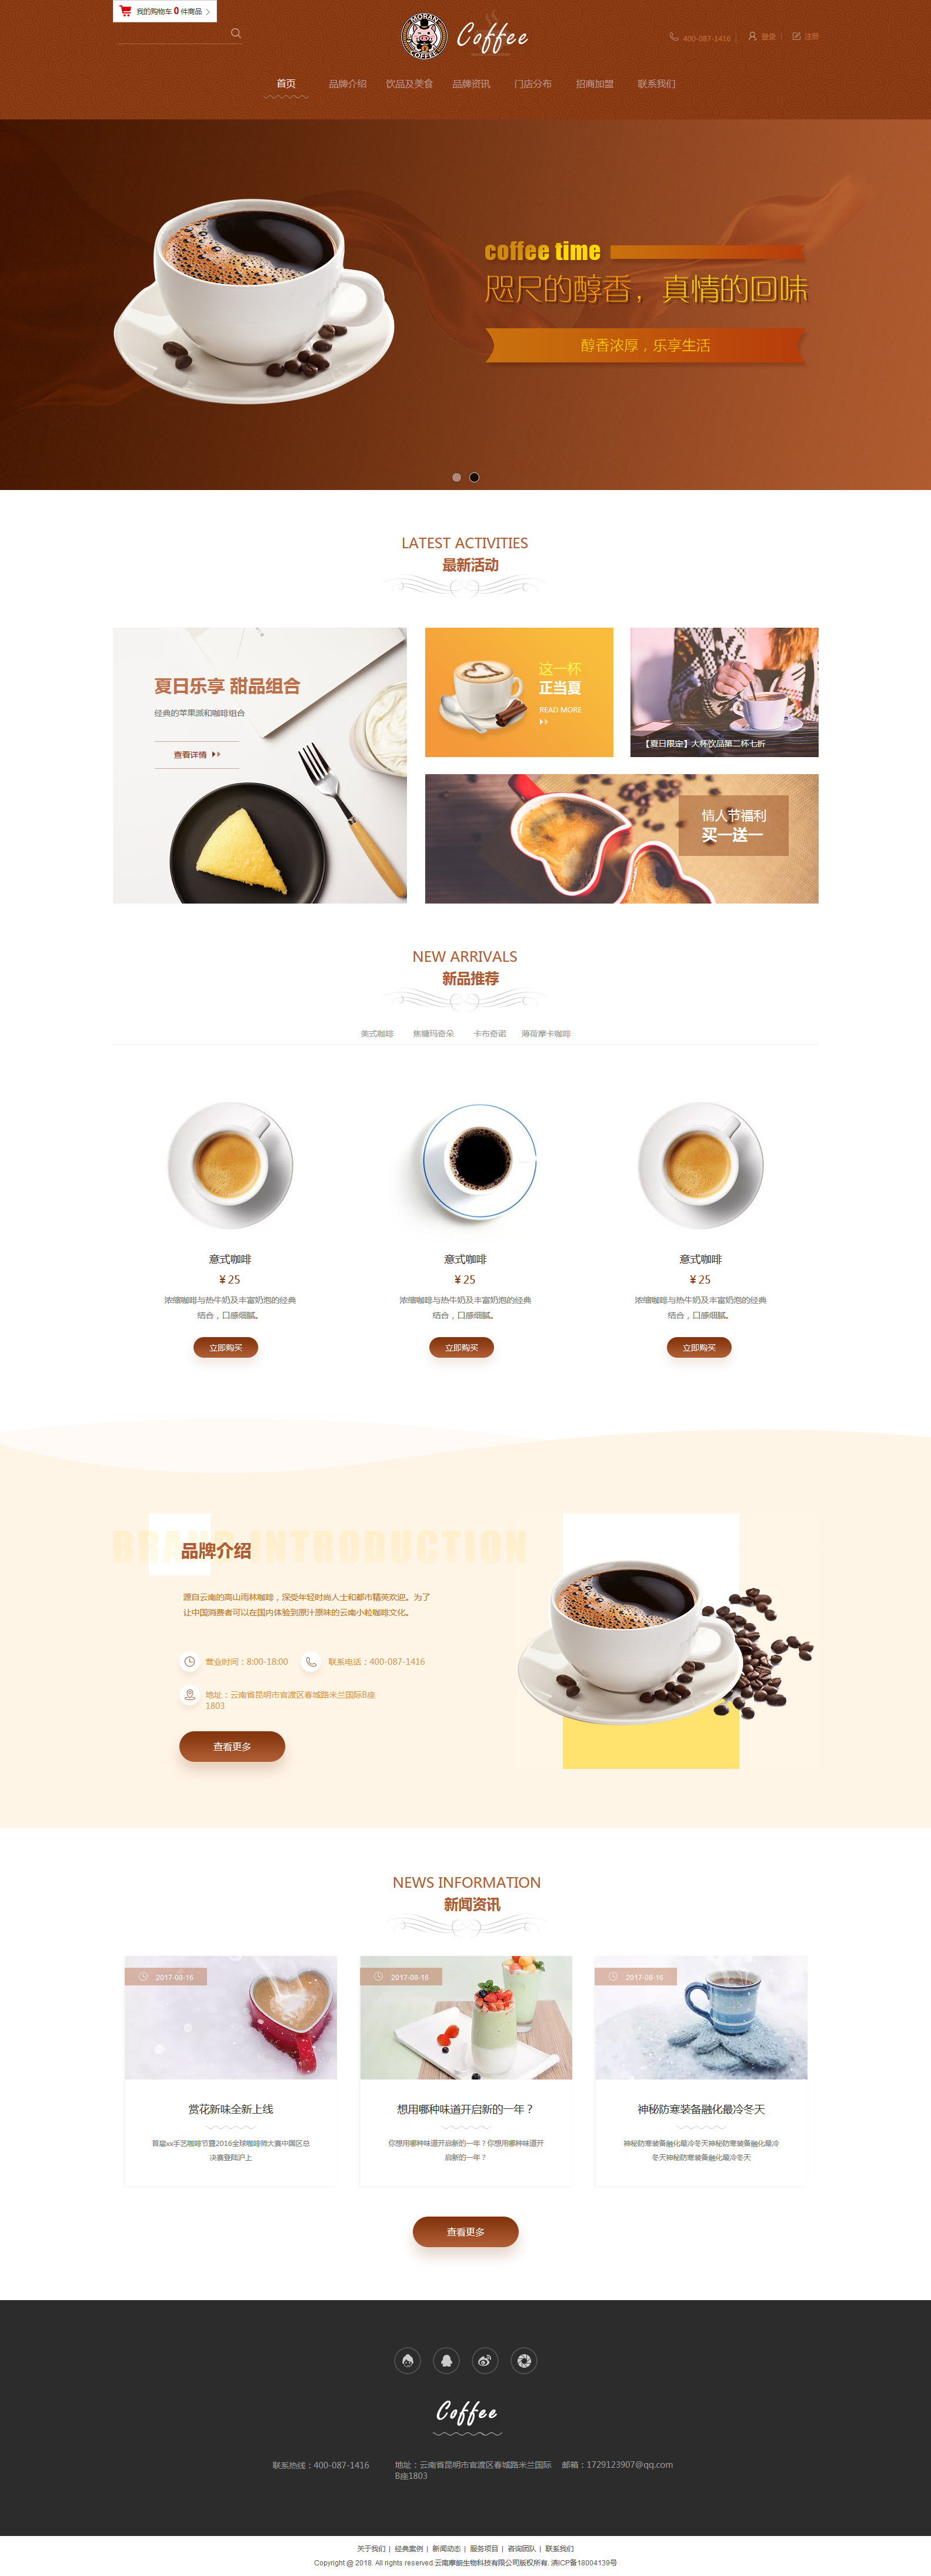 我的购物车 0 件商品 >
MORAN
COFFEE
Coffee
400-087-1416 | 登录 | 注册
首页 品牌介绍 饮品及美食 品牌资讯 门店分布 招商加盟 联系我们
coffee time
咫尺的醇香，真情的回味
醇香浓厚，乐享生活
LATEST ACTIVITIES
最新活动
夏日乐享 甜品组合
经典的苹果派和咖啡组合
查看详情
这一杯
正当夏
READ MORE
【夏日限定】大杯饮品第二杯七折
情人节福利
买一送一
NEW ARRIVALS
新品推荐
美式咖啡 焦糖玛奇朵 卡布奇诺 薄荷摩卡咖啡
意式咖啡
¥ 25
浓缩咖啡与热牛奶及丰富奶泡的经典
结合，口感细腻。
立即购买
意式咖啡
¥ 25
浓缩咖啡与热牛奶及丰富奶泡的经典
结合，口感细腻。
立即购买
意式咖啡
¥ 25
浓缩咖啡与热牛奶及丰富奶泡的经典
结合，口感细腻。
立即购买
BRAND INTRODUCTION
品牌介绍
源自云南的高山雨林咖啡，深受年轻时尚人士和都市精英欢迎。为了
让中国消费者可以在国内体验到原汁原味的云南小粒咖啡文化。
营业时间：8:00-18:00 联系电话：400-087-1416
地址：云南省昆明市官渡区春城路米兰国际B座
1803
查看更多
NEWS INFORMATION
新闻资讯
2017-08-16
赏花新味全新上线
首届xx手艺咖啡节暨2016全球咖啡师大赛中国区总
决赛登陆沪上
2017-08-16
想用哪种味道开启新的一年？
你想用哪种味道开启新的一年？你想用哪种味道开
启新的一年？
2017-08-16
神秘防寒装备融化最冷冬天
神秘防寒装备融化最冷冬天神秘防寒装备融化最冷
冬天神秘防寒装备融化最冷冬天
查看更多
Coffee
联系热线：400-087-1416
地址：云南省昆明市官渡区春城路米兰国际
B座1803
邮箱：1729123907@qq.com
关于我们 | 经典案例 | 新闻动态 | 服务项目 | 咨询团队 | 联系我们
Copyright @ 2018. All rights reserved.云南摩朗生物科技有限公司版权所有. 滇ICP备18004139号